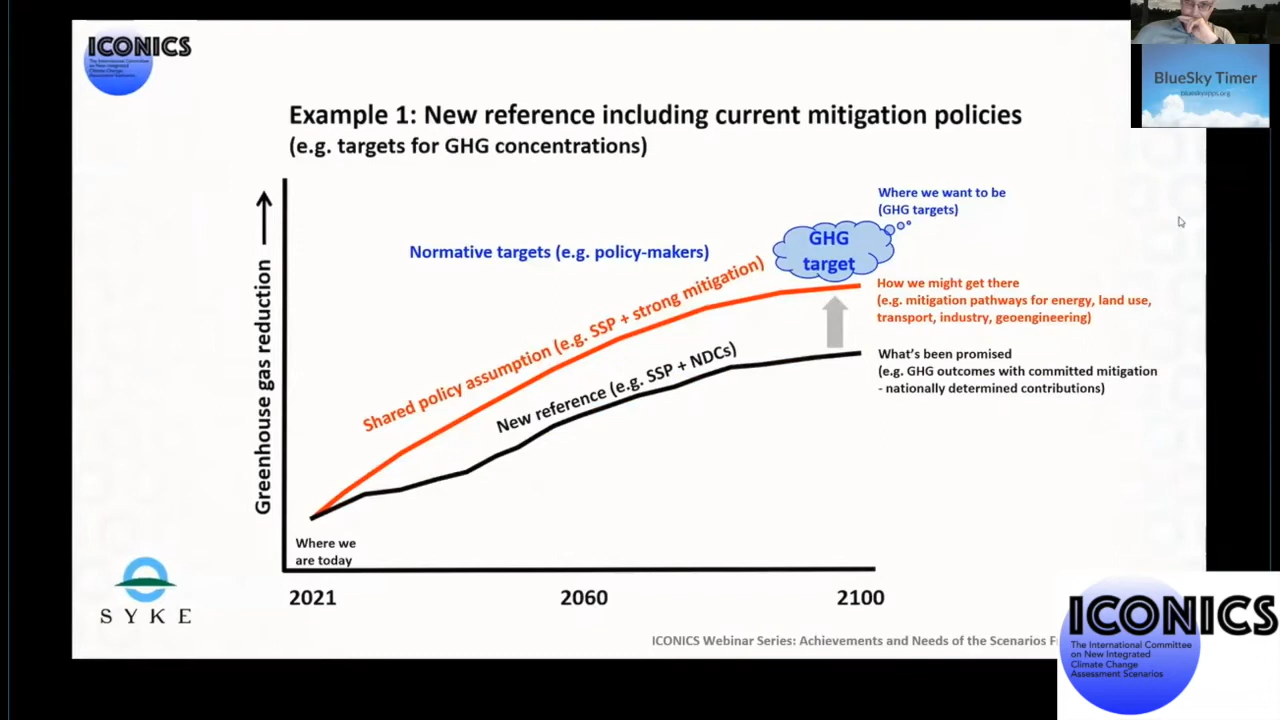 ICONICS
The International Committee
on New Integrated
Climate Change
Assessment Scenarios
BlueSky Timer
blueskyapps.org
Example 1: New reference including current mitigation policies
(e.g. targets for GHG concentrations)
Where we want to be
(GHG targets)
GHG
target
Normative targets (e.g. policy-makers)
Shared policy assumption (e.g. SSP + strong mitigation)
How we might get there
(e.g. mitigation pathways for energy, land use,
transport, industry, geoengineering)
New reference (e.g. SSP + NDCs)
What's been promised
(e.g. GHG outcomes with committed mitigation
- nationally determined contributions)
Greenhouse gas reduction
Where we
are today
2021
2060
2100
SYKE
ICONICS Webinar Series: Achievements and Needs of the Scenarios
ICONICS
The International Committee
on New Integrated
Climate Change
Assessment Scenarios